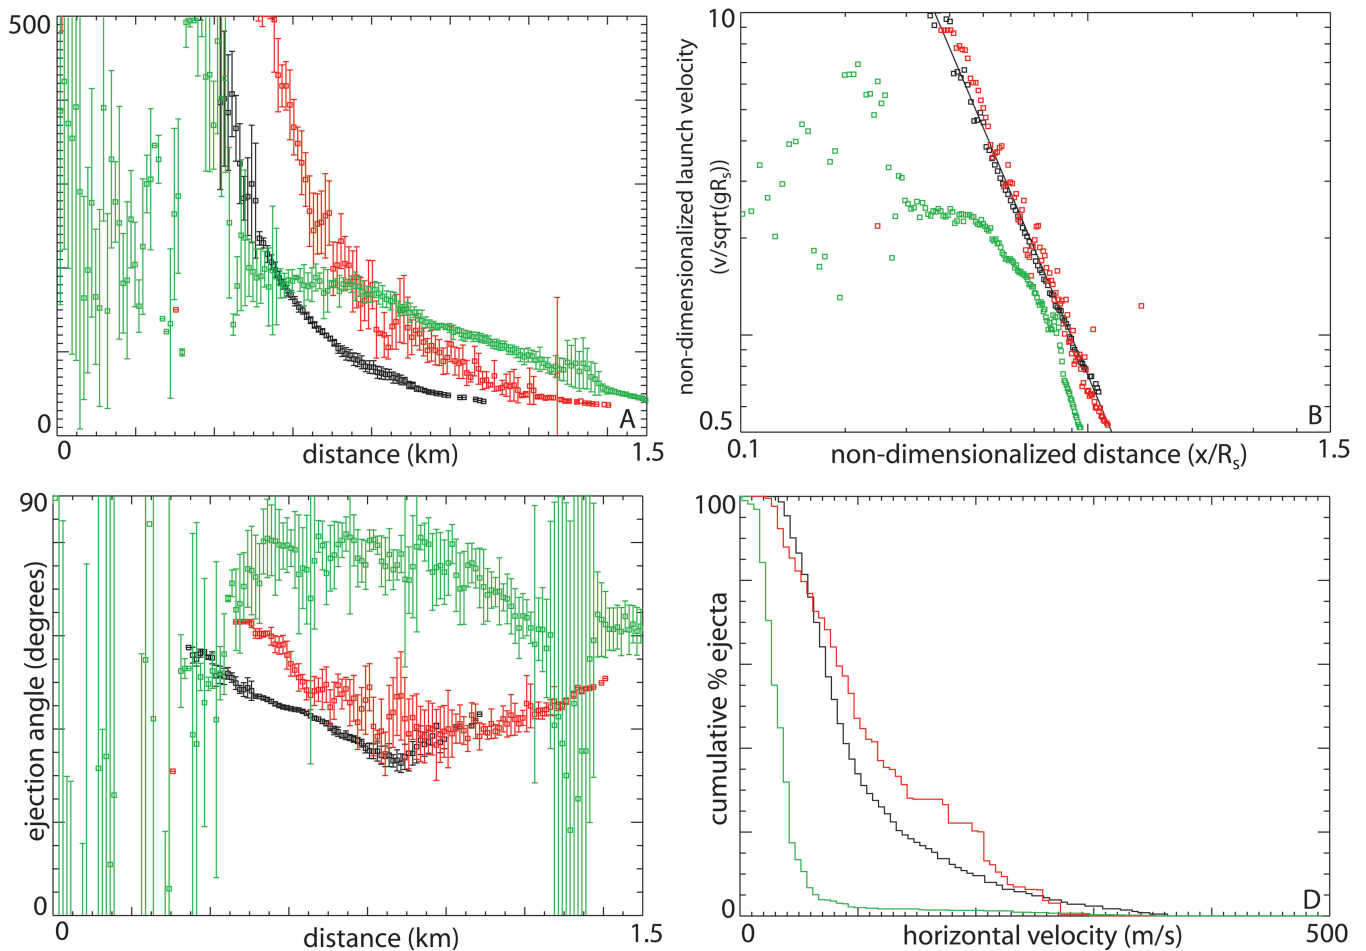 500
0
A
0
distance (km)
1.5
non-dimensionalized launch velocity
(v/sqrt(gRs))
10
0.5
B
0.1
non-dimensionalized distance (x/Rs)
1.5
90
ejection angle (degrees)
0
0
distance (km)
1.5
100
cumulative % ejecta
0
D
0
horizontal velocity (m/s)
500